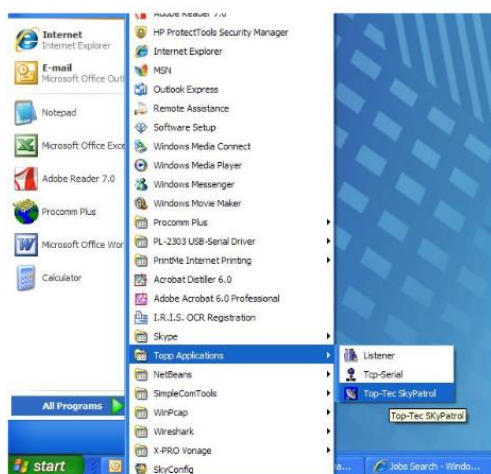 Internet
Internet Explorer
E-mail
Microsoft Office Outl
Notepad
Microsoft Office Exce
Adobe Reader 7.0
Procomm Plus
Microsoft Office Wor
Calculator
All Programs
start
Adobe Reader 7.0
HP ProtectTools Security Manager
Internet Explorer
MSN
Outlook Express
Remote Assistance
Software Setup
Windows Media Connect
Windows Media Player
Windows Messenger
Windows Movie Maker
Procomm Plus
PL-2303 USB-Serial Driver
PrintMe Internet Printing
Acrobat Distiller 6.0
Adobe Acrobat 6.0 Professional
I.R.I.S. OCR Registration
Skype
Topp Applications
NetBeans
SimpleComTools
WinPcap
Wireshark
X-PRO Vonage
SkyConfig
Listener
Tcp-Serial
Top-Tec SkyPatrol
Top-Tec SKyPatrol
a...
Jobs Search - Windo...